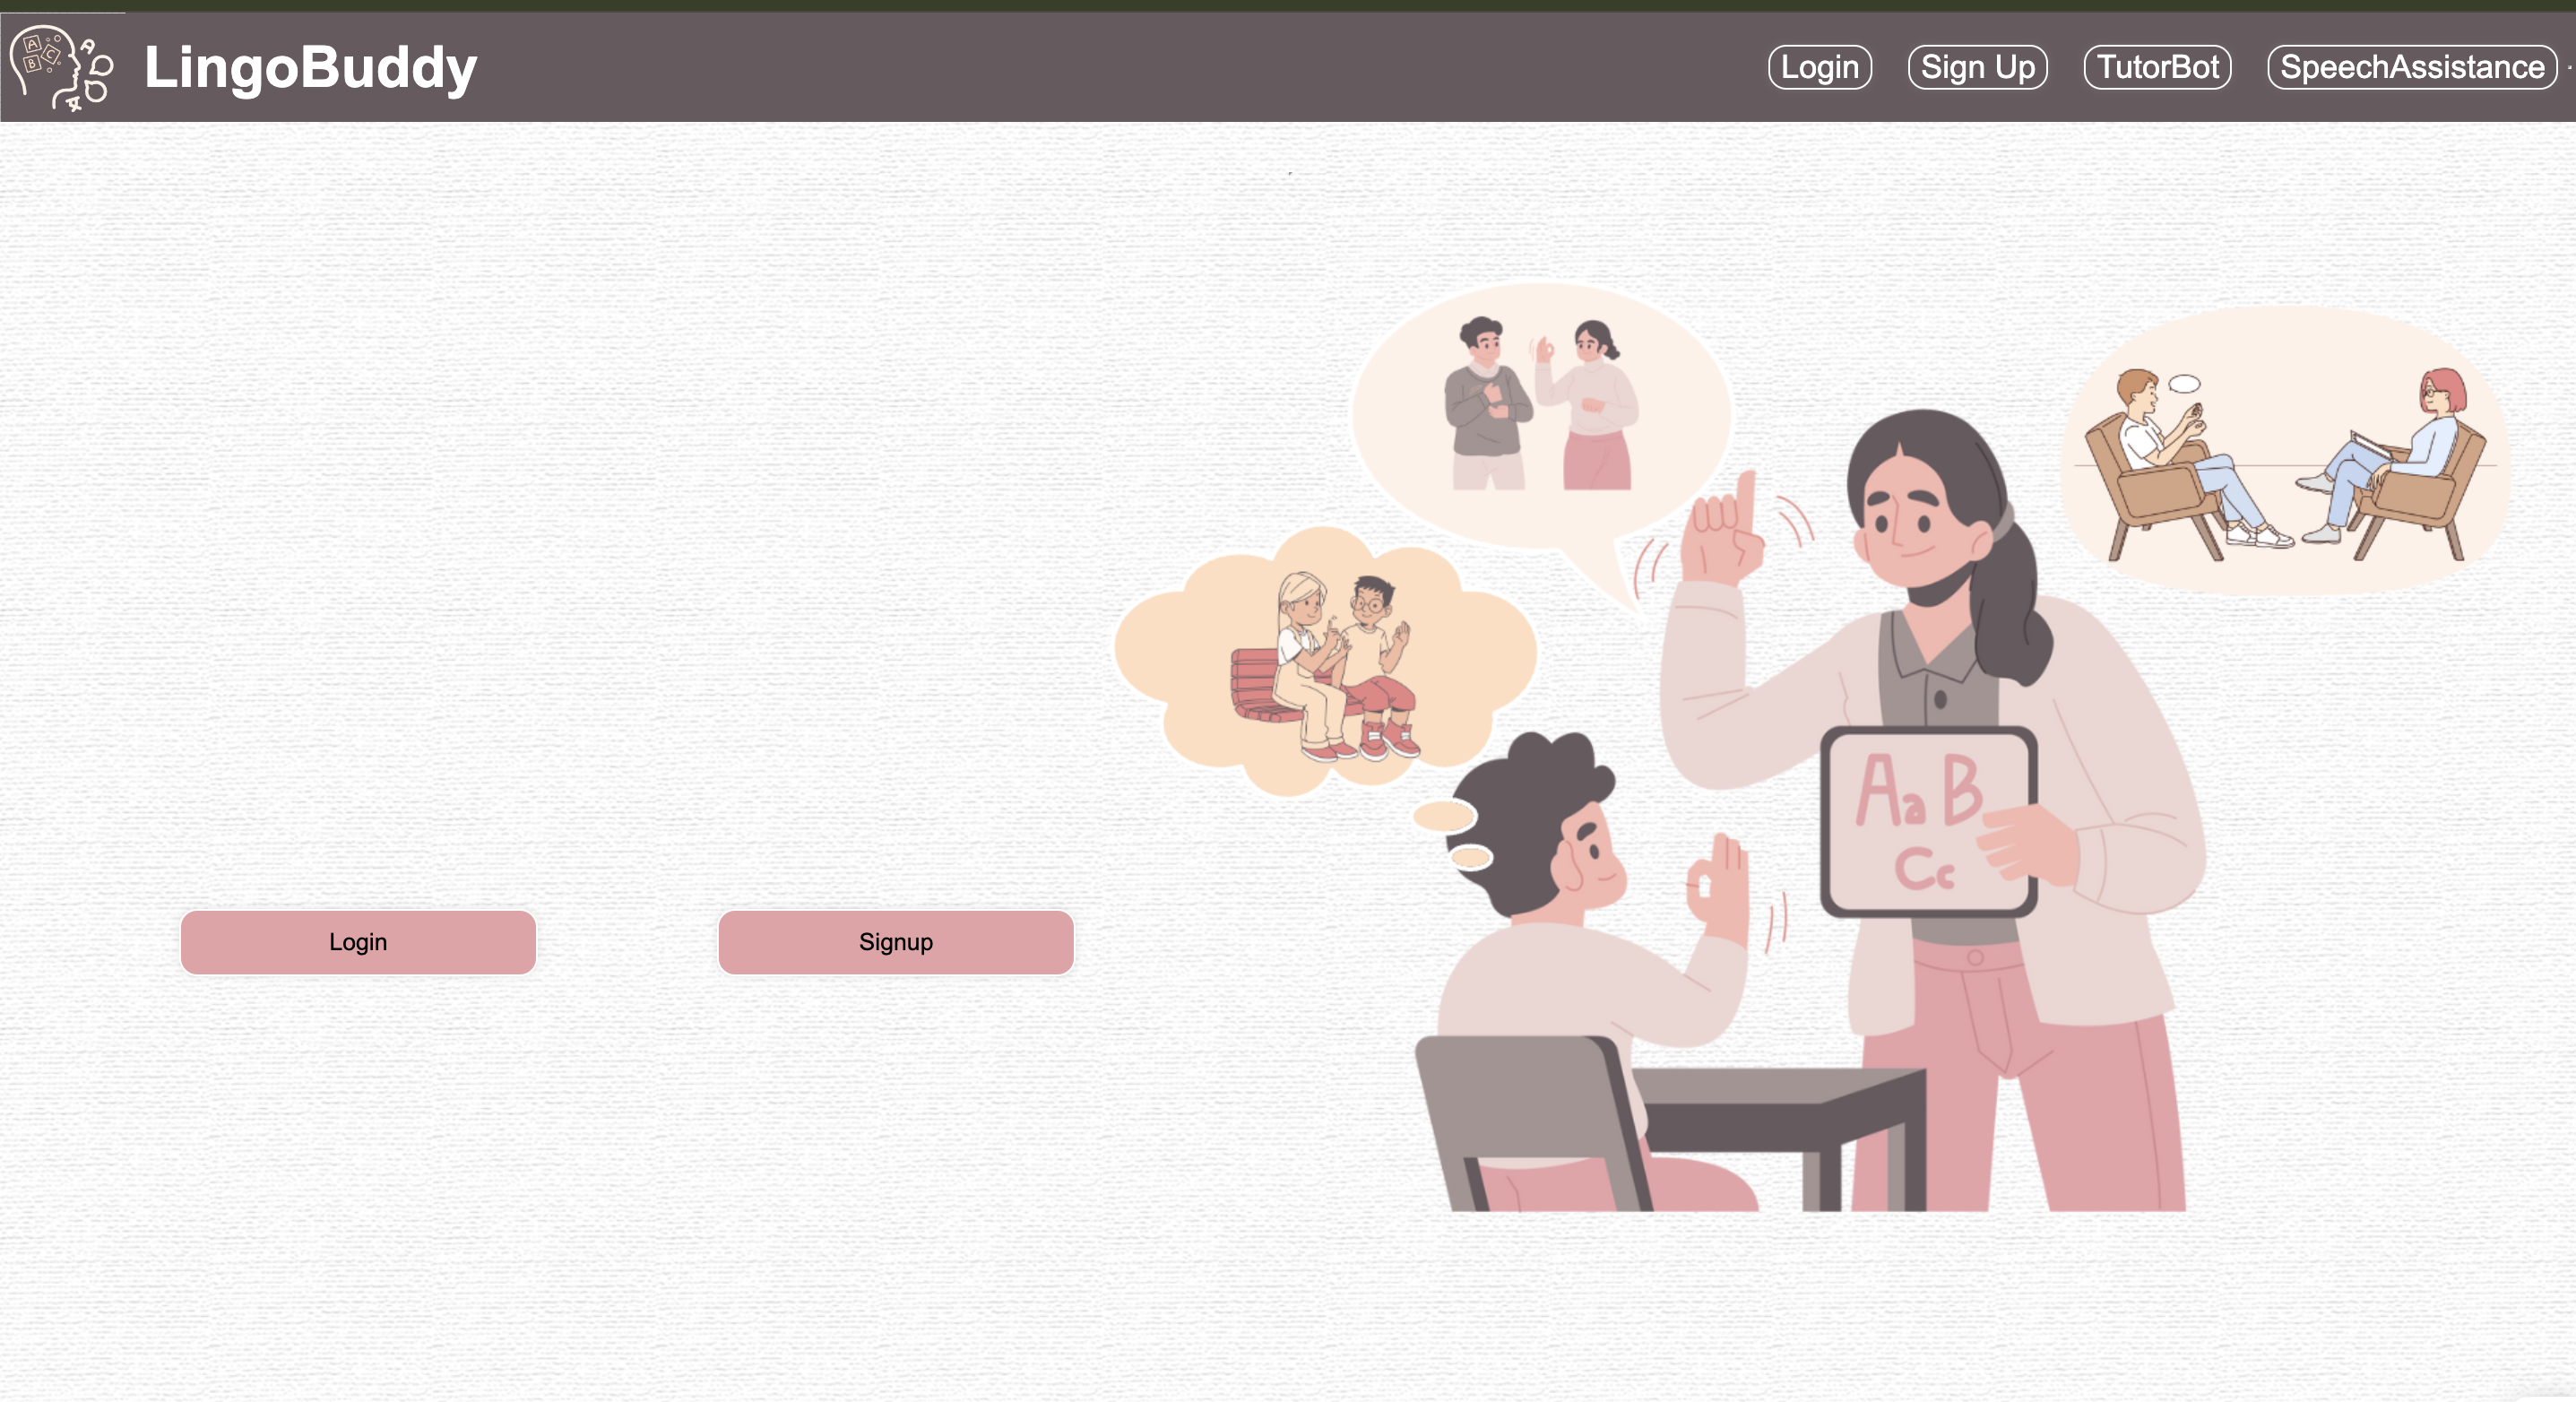 LingoBuddy
Login
Sign Up
TutorBot
SpeechAssistance
Login
Signup
Aa B
Cc
A
C
B
A